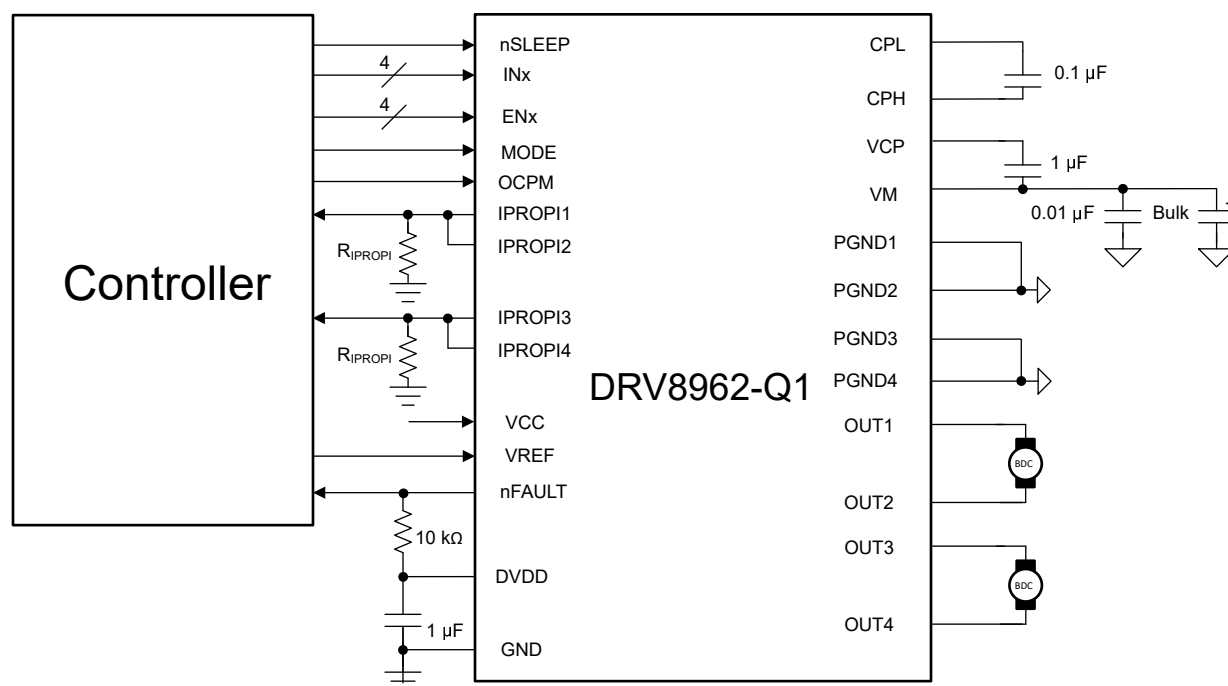 Controller
4
4
R_IPROPI
R_IPROPI
10 kΩ
1 µF
nSLEEP
INx
ENx
MODE
OCPM
IPROPI1
IPROPI2
IPROPI3
IPROPI4
VCC
VREF
nFAULT
DVDD
GND
DRV8962-Q1
CPL
CPH
VCP
VM
PGND1
PGND2
PGND3
PGND4
OUT1
OUT2
OUT3
OUT4
0.1 µF
1 µF
0.01 µF
Bulk
+
BDC
BDC